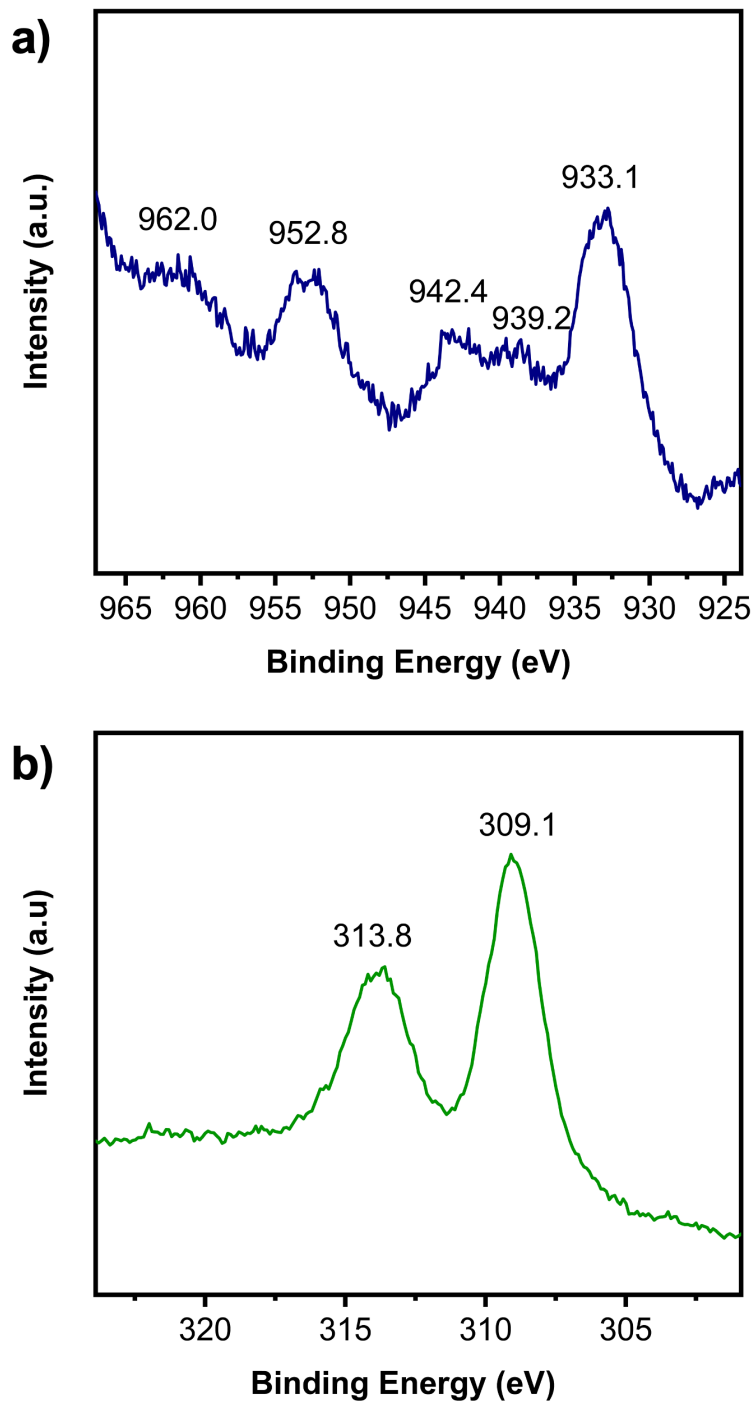 a)
933.1
962.0
952.8
942.4
939.2
Intensity (a.u.)
965 960 955 950 945 940 935 930 925
Binding Energy (eV)
b)
309.1
313.8
Intensity (a.u)
320 315 310 305
Binding Energy (eV)